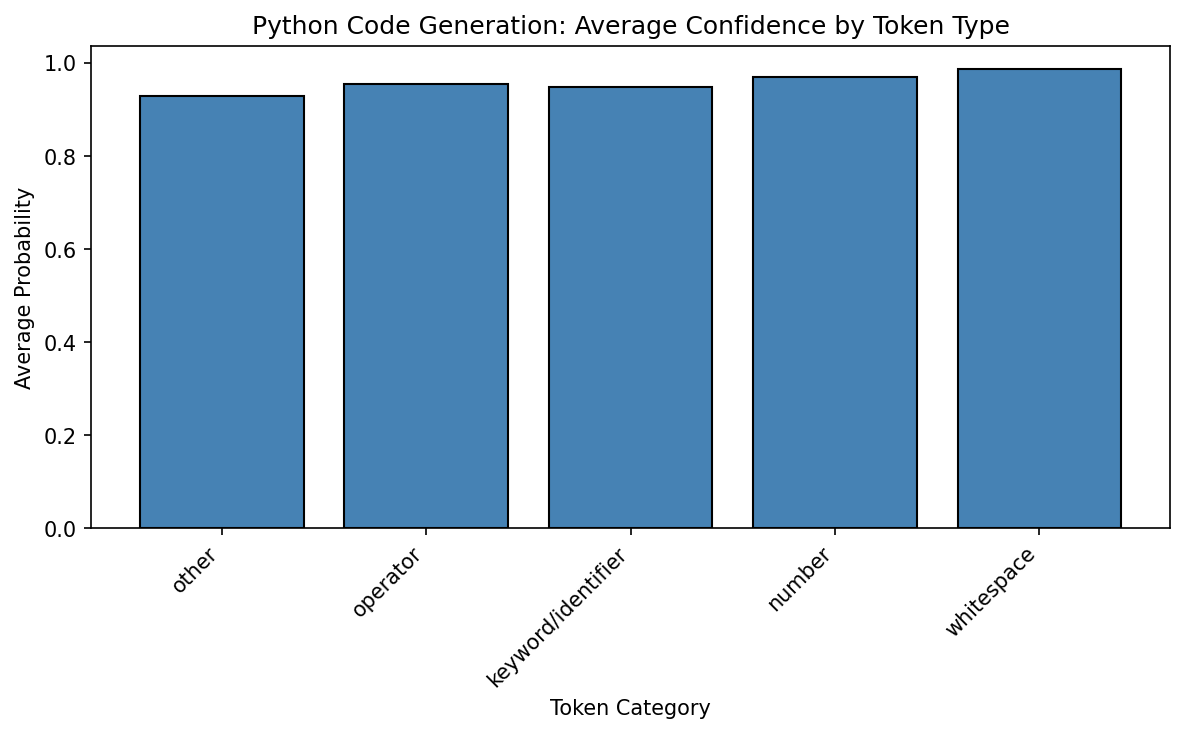 Python Code Generation: Average Confidence by Token Type
1.0
0.8
0.6
0.4
0.2
0.0
Average Probability
other
operator
keyword/identifier
number
whitespace
Token Category